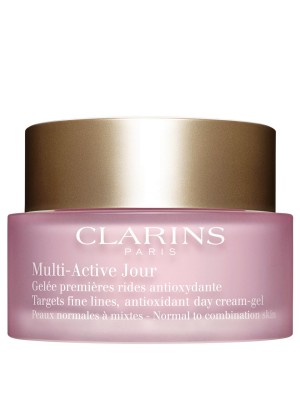 CLARINS
PARIS
Multi-Active Jour
Gelée premières rides antioxydante
Targets fine lines, antioxidant day cream-gel
Peaux normales à mixtes - Normal to combination skin